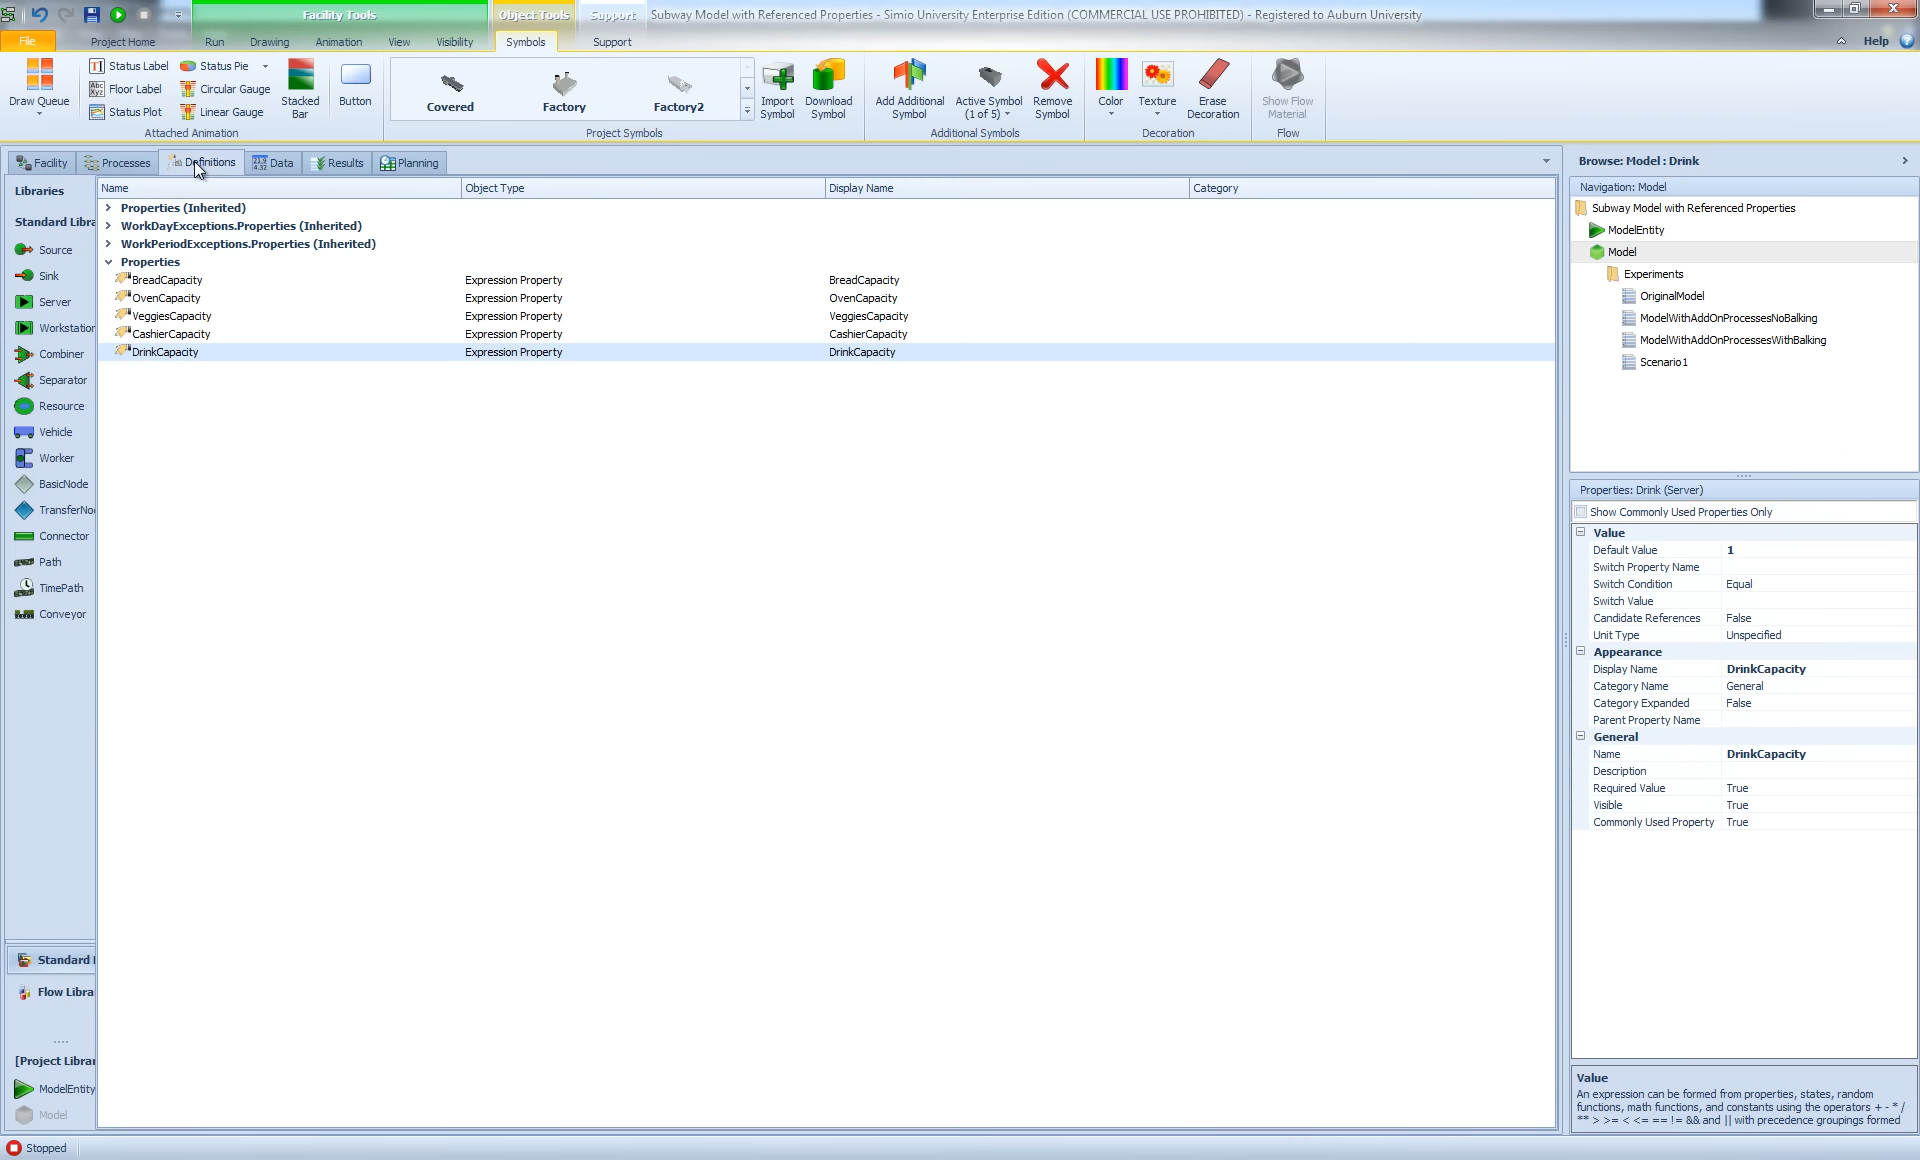 Facility Tools Object Tools Support Subway Model with Referenced Properties - Simio University Enterprise Edition (COMMERCIAL USE PROHIBITED) - Registered to Auburn University
File Project Home Run Drawing Animation View Visibility Symbols Support Help
Draw Queue
Status Label
Floor Label
Status Plot
Status Pie
Circular Gauge
Linear Gauge
Stacked Bar
Button
Attached Animation
Covered Factory Factory2
Import Symbol
Download Symbol
Project Symbols
Add Additional Symbol
Active Symbol (1 of 5)
Remove Symbol
Additional Symbols
Color
Texture
Erase Decoration
Decoration
Show Flow Material
Flow
Facility Processes Definitions Data Results Planning
Libraries
Standard Libra
Source
Sink
Server
Workstation
Combiner
Separator
Resource
Vehicle
Worker
BasicNode
TransferNo
Connector
Path
TimePath
Conveyor
Standard
Flow Libra
[Project Librar
ModelEntity
Model
Name Object Type Display Name Category
Properties (Inherited)
WorkDayExceptions.Properties (Inherited)
WorkPeriodExceptions.Properties (Inherited)
Properties
BreadCapacity Expression Property BreadCapacity
OvenCapacity Expression Property OvenCapacity
VeggiesCapacity Expression Property VeggiesCapacity
CashierCapacity Expression Property CashierCapacity
DrinkCapacity Expression Property DrinkCapacity
Browse: Model : Drink
Navigation: Model
Subway Model with Referenced Properties
ModelEntity
Model
Experiments
OriginalModel
ModelWithAddOnProcessesNoBalking
ModelWithAddOnProcessesWithBalking
Scenario1
Properties: Drink (Server)
Show Commonly Used Properties Only
Value
Default Value 1
Switch Property Name
Switch Condition Equal
Switch Value
Candidate References False
Unit Type Unspecified
Appearance
Display Name DrinkCapacity
Category Name General
Category Expanded False
Parent Property Name
General
Name DrinkCapacity
Description
Required Value True
Visible True
Commonly Used Property True
Value
An expression can be formed from properties, states, random
functions, math functions, and constants using the operators + - * /
** > >= < <= == != && and || with precedence groupings formed
Stopped